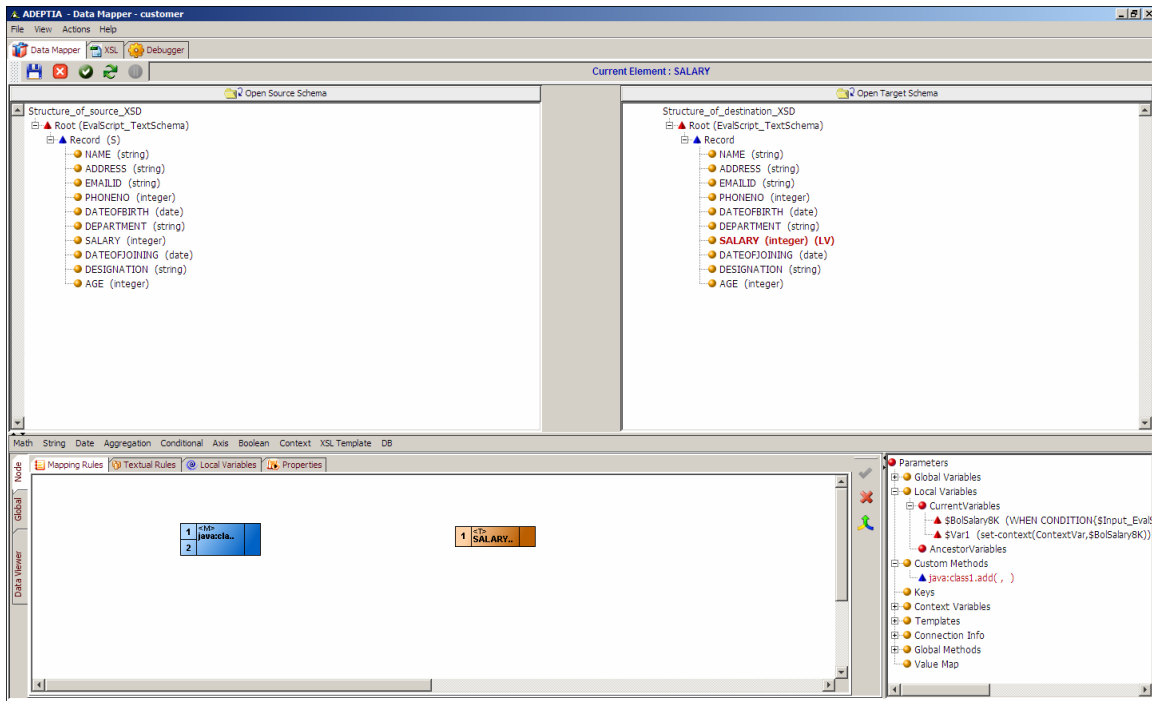 ADEPTIA - Data Mapper - customer
File View Actions Help
Data Mapper XSL Debugger
Current Element : SALARY
Open Source Schema
Open Target Schema
Structure_of_source_XSD
Root (EvalScript_TextSchema)
Record (S)
NAME (string)
ADDRESS (string)
EMAILID (string)
PHONENO (integer)
DATEOFBIRTH (date)
DEPARTMENT (string)
SALARY (integer)
DATEOFJOINING (date)
DESIGNATION (string)
AGE (integer)
Structure_of_destination_XSD
Root (EvalScript_TextSchema)
Record
NAME (string)
ADDRESS (string)
EMAILID (string)
PHONENO (integer)
DATEOFBIRTH (date)
DEPARTMENT (string)
SALARY (integer) (LV)
DATEOFJOINING (date)
DESIGNATION (string)
AGE (integer)
Math String Date Aggregation Conditional Axis Boolean Context XSL Template DB
Node
Global
Data Viewer
Mapping Rules Textual Rules Local Variables Properties
1 <M>
java:cla..
2
1 <T>
SALARY..
Parameters
Global Variables
Local Variables
CurrentVariables
$BolSalary8K (WHEN CONDITION{$Input_EvalS
$Var1 (set-context(ContextVar,$BolSalary8K))
AncestorVariables
Custom Methods
java:class1.add( , )
Keys
Context Variables
Templates
Connection Info
Global Methods
Value Map